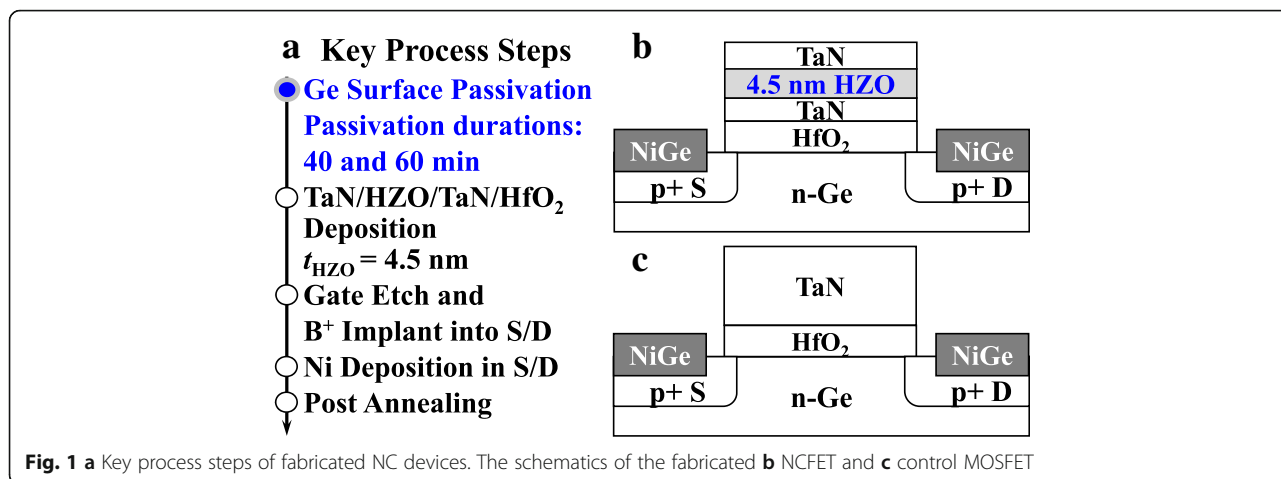 a Key Process Steps
Ge Surface Passivation
Passivation durations:
40 and 60 min
TaN/HZO/TaN/HfO₂
Deposition
t_HZO = 4.5 nm
Gate Etch and
B⁺ Implant into S/D
Ni Deposition in S/D
Post Annealing
b
TaN
4.5 nm HZO
TaN
HfO₂
NiGe NiGe
p+ S n-Ge p+ D
c
TaN
HfO₂
NiGe NiGe
p+ S n-Ge p+ D
Fig. 1 a Key process steps of fabricated NC devices. The schematics of the fabricated b NCFET and c control MOSFET